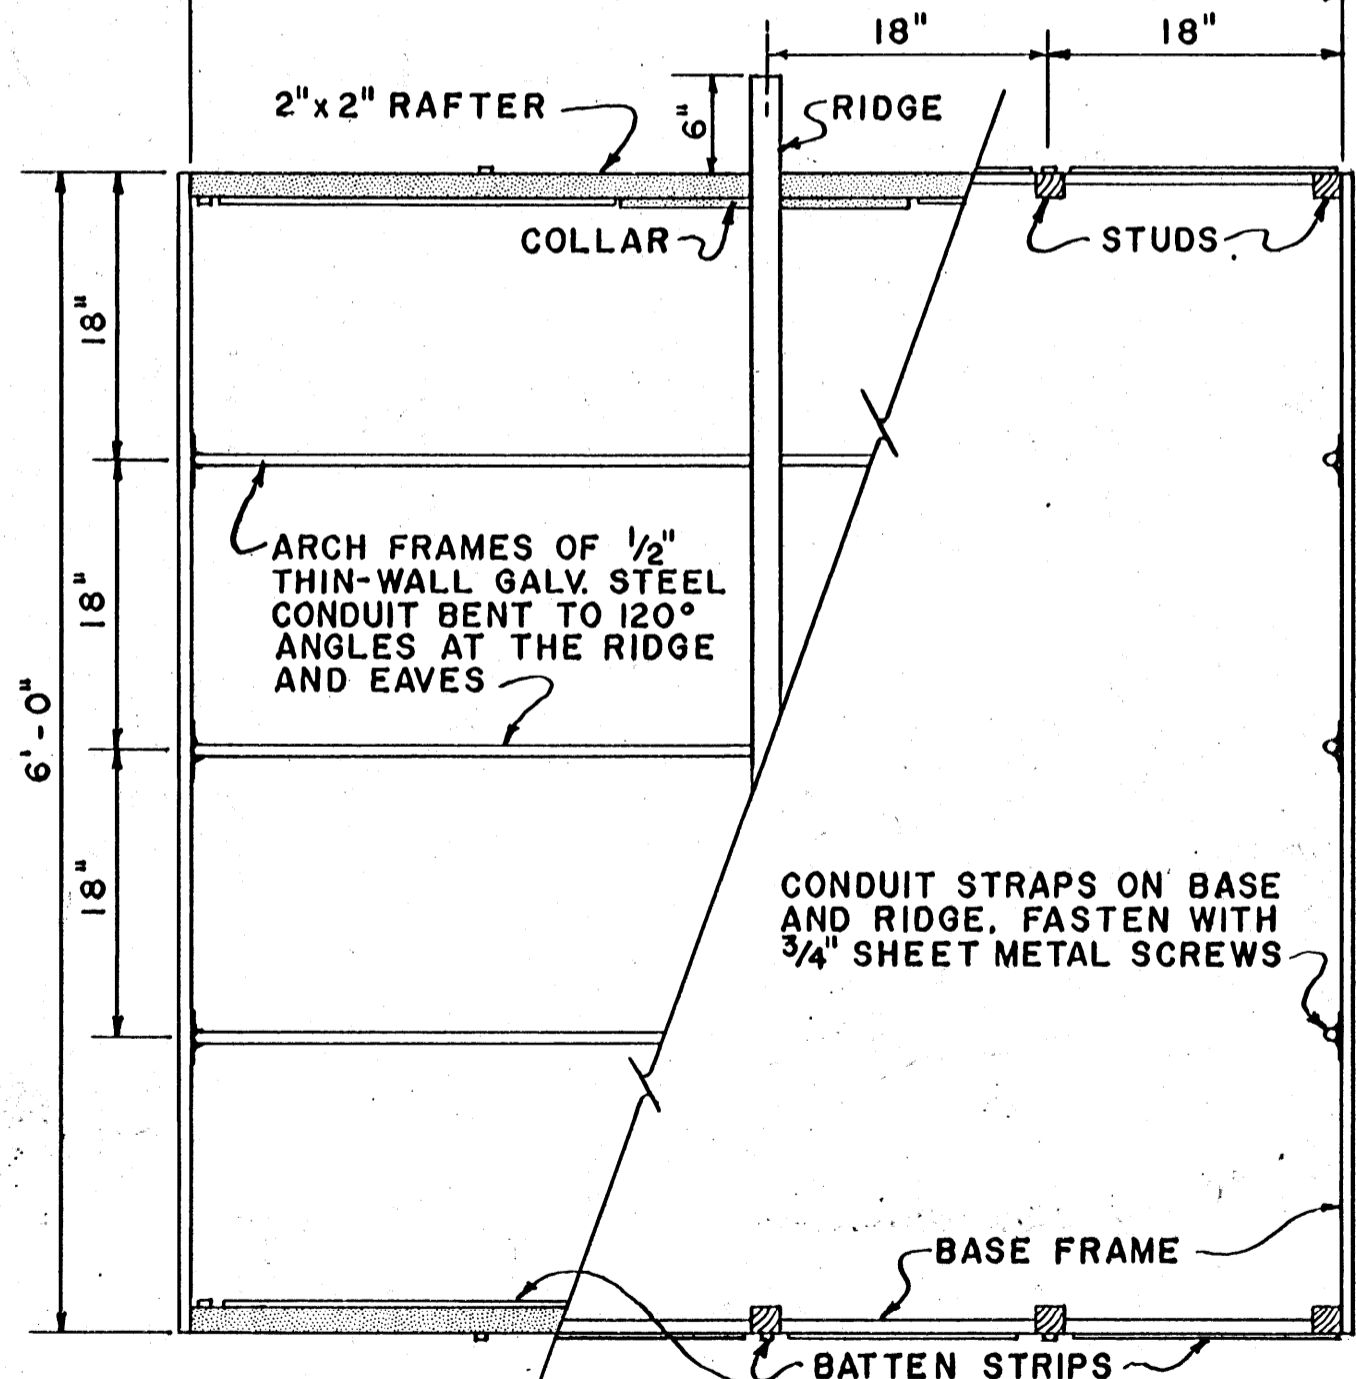 18" 18"
2"x 2" RAFTER
6"
RIDGE
COLLAR
STUDS
18"
ARCH FRAMES OF 1/2"
THIN-WALL GALV. STEEL
CONDUIT BENT TO 120°
ANGLES AT THE RIDGE
AND EAVES
18"
6'-0"
18"
CONDUIT STRAPS ON BASE
AND RIDGE. FASTEN WITH
3/4" SHEET METAL SCREWS
BASE FRAME
BATTEN STRIPS